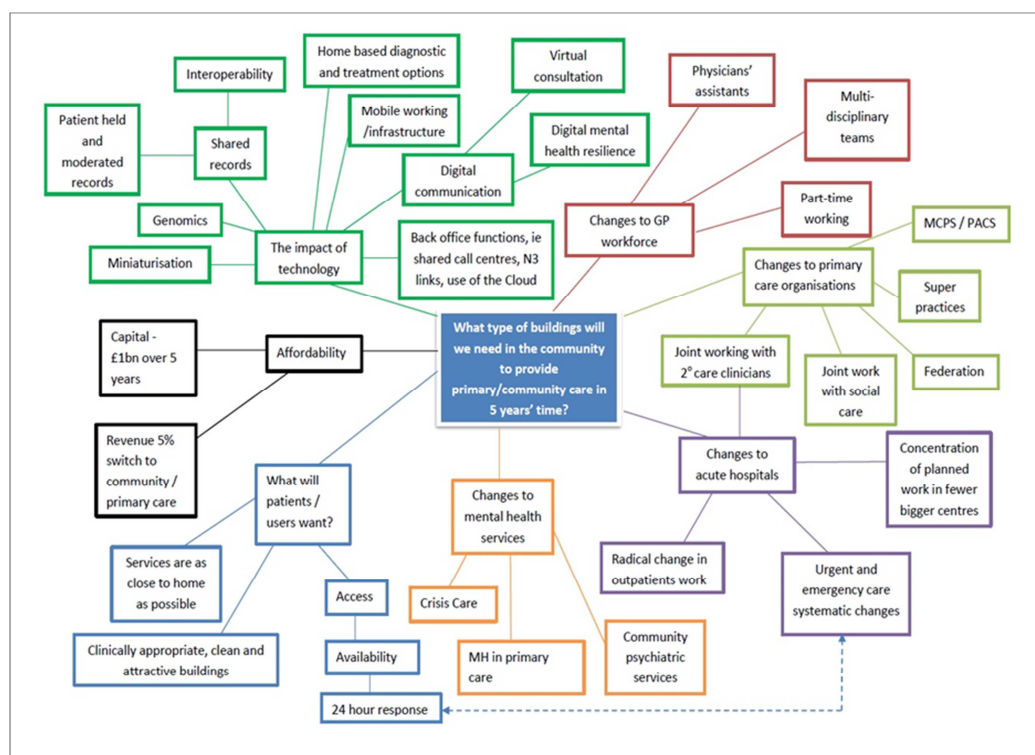 Interoperability
Home based diagnostic
and treatment options
Virtual
consultation
Physicians’
assistants
Multi-
disciplinary
teams
Patient held
and
moderated
records
Shared
records
Mobile working
/infrastructure
Digital mental
health resilience
Digital
communication
Part-time
working
Genomics
Changes to GP
workforce
MCPS / PACS
Miniaturisation
The impact of
technology
Back office functions, ie
shared call centres, N3
links, use of the Cloud
Changes to primary
care organisations
Super
practices
Capital -
£1bn over 5
years
Affordability
What type of buildings will
we need in the community
to provide
primary/community care in
5 years’ time?
Joint working with
2° care clinicians
Joint work
with social
care
Federation
Revenue 5%
switch to
community /
primary care
What will
patients /
users want?
Changes to
mental health
services
Changes to
acute hospitals
Concentration
of planned
work in fewer
bigger centres
Services are as
close to home
as possible
Access
Crisis Care
Radical change in
outpatients work
Urgent and
emergency care
systematic changes
Clinically appropriate, clean and
attractive buildings
Availability
MH in primary
care
Community
psychiatric
services
24 hour response